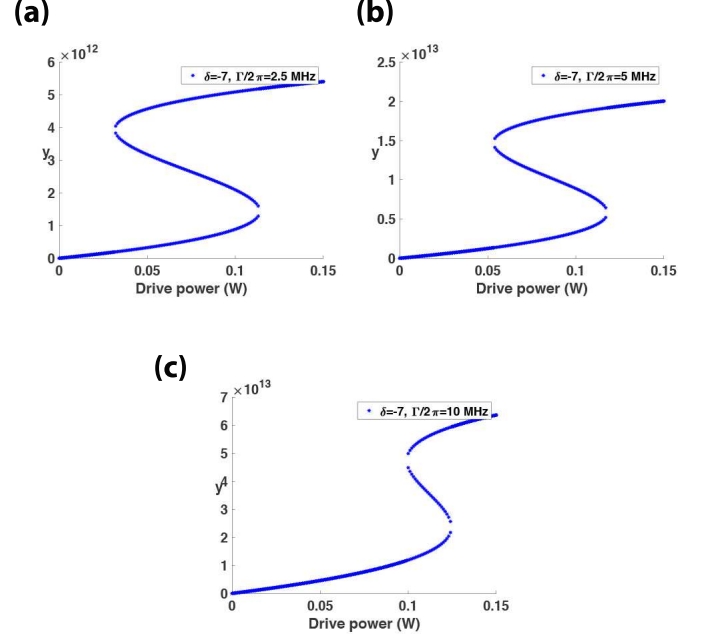 (a)
×10^12
δ=-7, Γ/2π=2.5 MHz
6
5
4
3
2
1
0
y
0 0.05 0.1 0.15
Drive power (W)
(b)
×10^13
δ=-7, Γ/2π=5 MHz
2.5
2
1.5
1
0.5
0
y
0 0.05 0.1 0.15
Drive power (W)
(c)
×10^13
δ=-7, Γ/2π=10 MHz
7
6
5
4
3
2
1
0
y
0 0.05 0.1 0.15
Drive power (W)